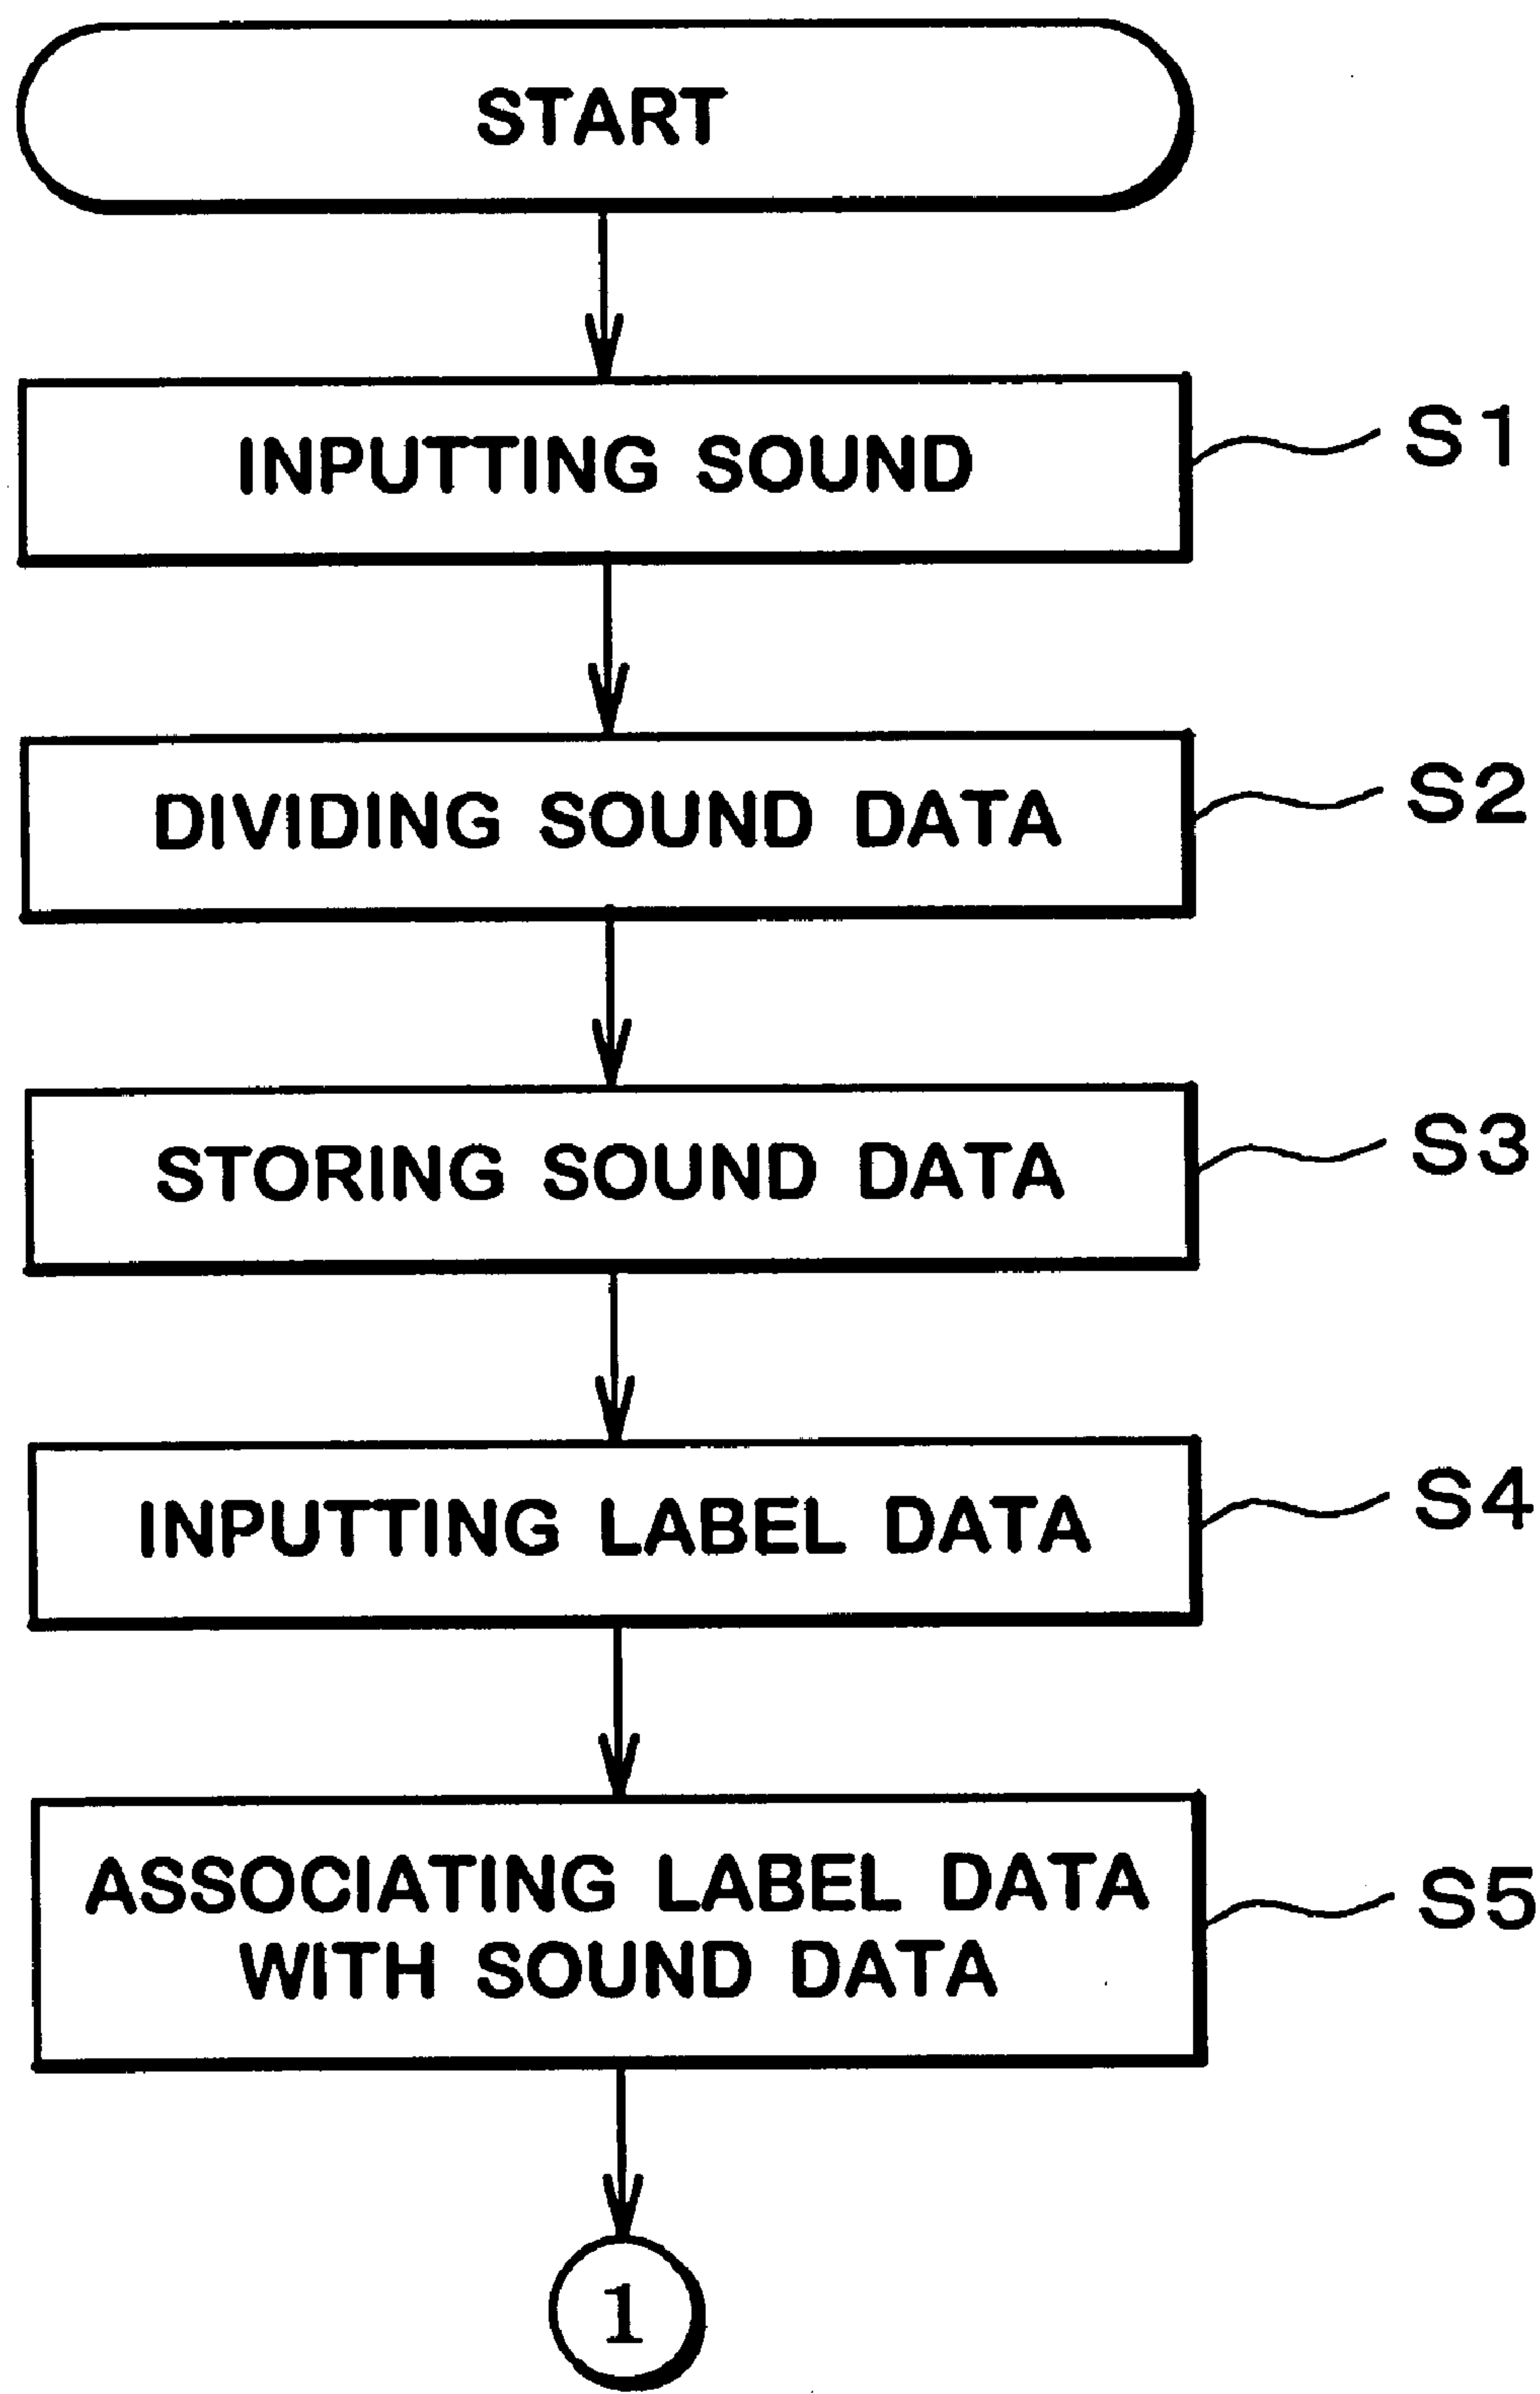 START
INPUTTING SOUND
S1
DIVIDING SOUND DATA
S2
STORING SOUND DATA
S3
INPUTTING LABEL DATA
S4
ASSOCIATING LABEL DATA
WITH SOUND DATA
S5
1